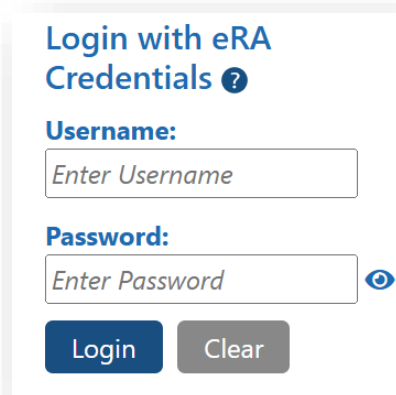 Login with eRA
Credentials ?
Username:
Enter Username
Password:
Enter Password
Login Clear